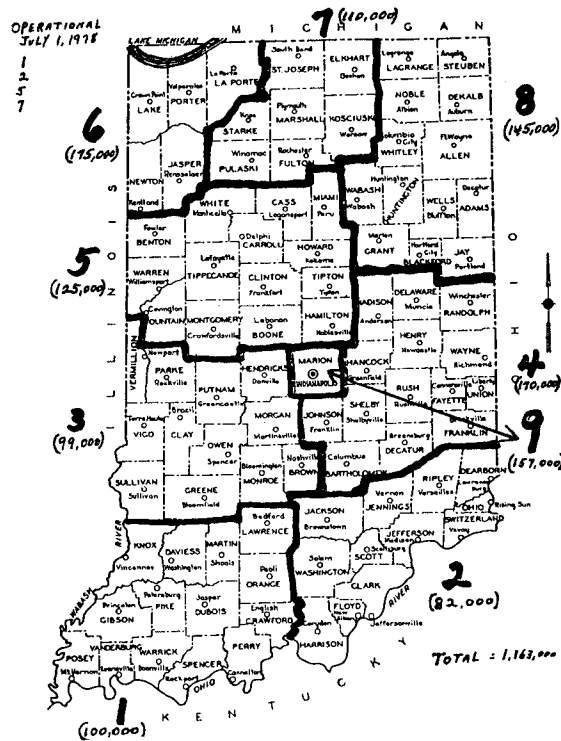 OPERATIONAL
JULY 1, 1978
1
2
5
7
7 (110,000)
M I C H I G A N
LAKE MICHIGAN
South Bend
ST. JOSEPH
ELKHART
Goshen
Lagrange
LAGRANGE
Angola
STEUBEN
La Porte
LA PORTE
Valparaiso
PORTER
Crown Point
LAKE
NOBLE
Albion
DEKALB
Auburn
8
(145,000)
Plymouth
MARSHALL
KOSCIUSKO
Warsaw
Columbia City
WHITLEY
Ft Wayne
ALLEN
Knox
STARKE
6
(175,000)
Winamac
PULASKI
Rochester
FULTON
JASPER
Rensselaer
NEWTON
Kentland
WHITE
Monticello
CASS
Logansport
MIAMI
Peru
WABASH
Wabash
Huntington
HUNTINGTON
WELLS
Bluffton
Decatur
ADAMS
Fowler
BENTON
Delphi
CARROLL
HOWARD
Kokomo
Marion
GRANT
Hartford City
BLACKFORD
JAY
Portland
5
(125,000)
WARREN
Williamsport
Lafayette
TIPPECANOE
CLINTON
Frankfort
TIPTON
Tipton
MADISON
Anderson
DELAWARE
Muncie
Winchester
RANDOLPH
Covington
FOUNTAIN
MONTGOMERY
Crawfordsville
Lebanon
BOONE
HAMILTON
Noblesville
HENRY
Newcastle
WAYNE
Richmond
4
(170,000)
I L L I N O I S
O H I O
VERMILLION
Newport
PARKE
Rockville
HENDRICKS
Danville
MARION
INDIANAPOLIS
HANCOCK
Greenfield
RUSH
Rushville
Connersville
FAYETTE
Liberty
UNION
PUTNAM
Greencastle
3
(99,000)
Terre Haute
VIGO
Brazil
CLAY
MORGAN
Martinsville
JOHNSON
Franklin
SHELBY
Shelbyville
Brookville
FRANKLIN
9
(157,000)
OWEN
Spencer
Bloomington
MONROE
Nashville
BROWN
Columbus
BARTHOLOMEW
Greensburg
DECATUR
SULLIVAN
Sullivan
GREENE
Bloomfield
DEARBORN
Lawrenceburg
RIPLEY
Versailles
OHIO
Rising Sun
Bedford
LAWRENCE
JACKSON
Brownstown
Vernon
JENNINGS
SWITZERLAND
Vevay
JEFFERSON
Madison
KNOX
Vincennes
DAVIESS
Washington
MARTIN
Shoals
Salem
WASHINGTON
SCOTT
Scottsburg
WABASH RIVER
Paoli
ORANGE
CLARK
2
(82,000)
Petersburg
PIKE
Jasper
DUBOIS
Princeton
GIBSON
English
CRAWFORD
FLOYD
New Albany
Jeffersonville
RIVER
Corydon
HARRISON
PERRY
Cannelton
SPENCER
Rockport
WARRICK
Boonville
VANDERBURG
Evansville
POSEY
Mt Vernon
OHIO
1
(100,000)
K E N T U C K Y
TOTAL = 1,163,000